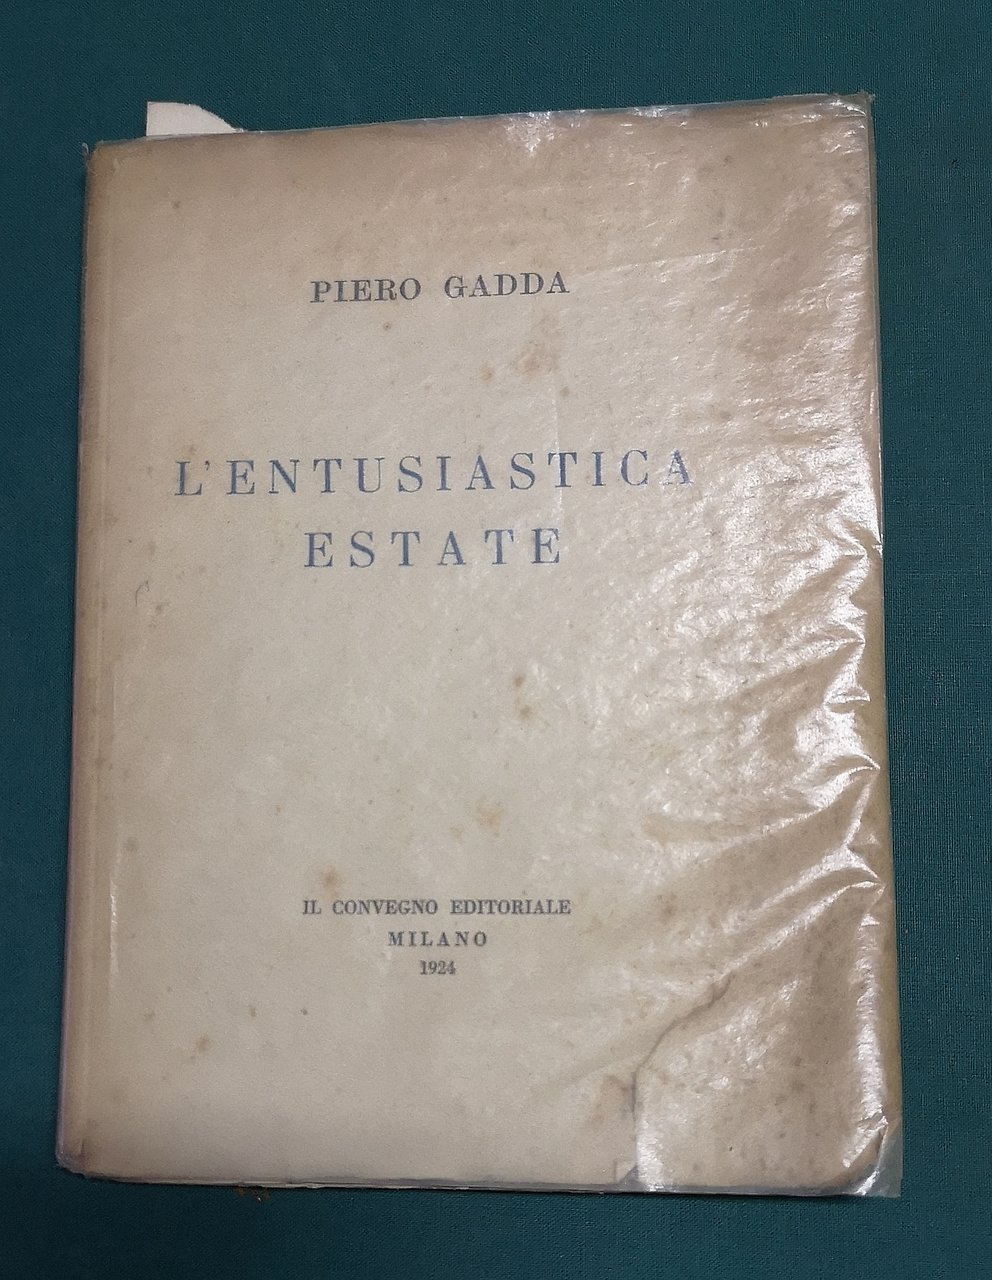 PIERO GADDA
L'ENTUSIASTICA
ESTATE
IL CONVEGNO EDITORIALE
MILANO
1924